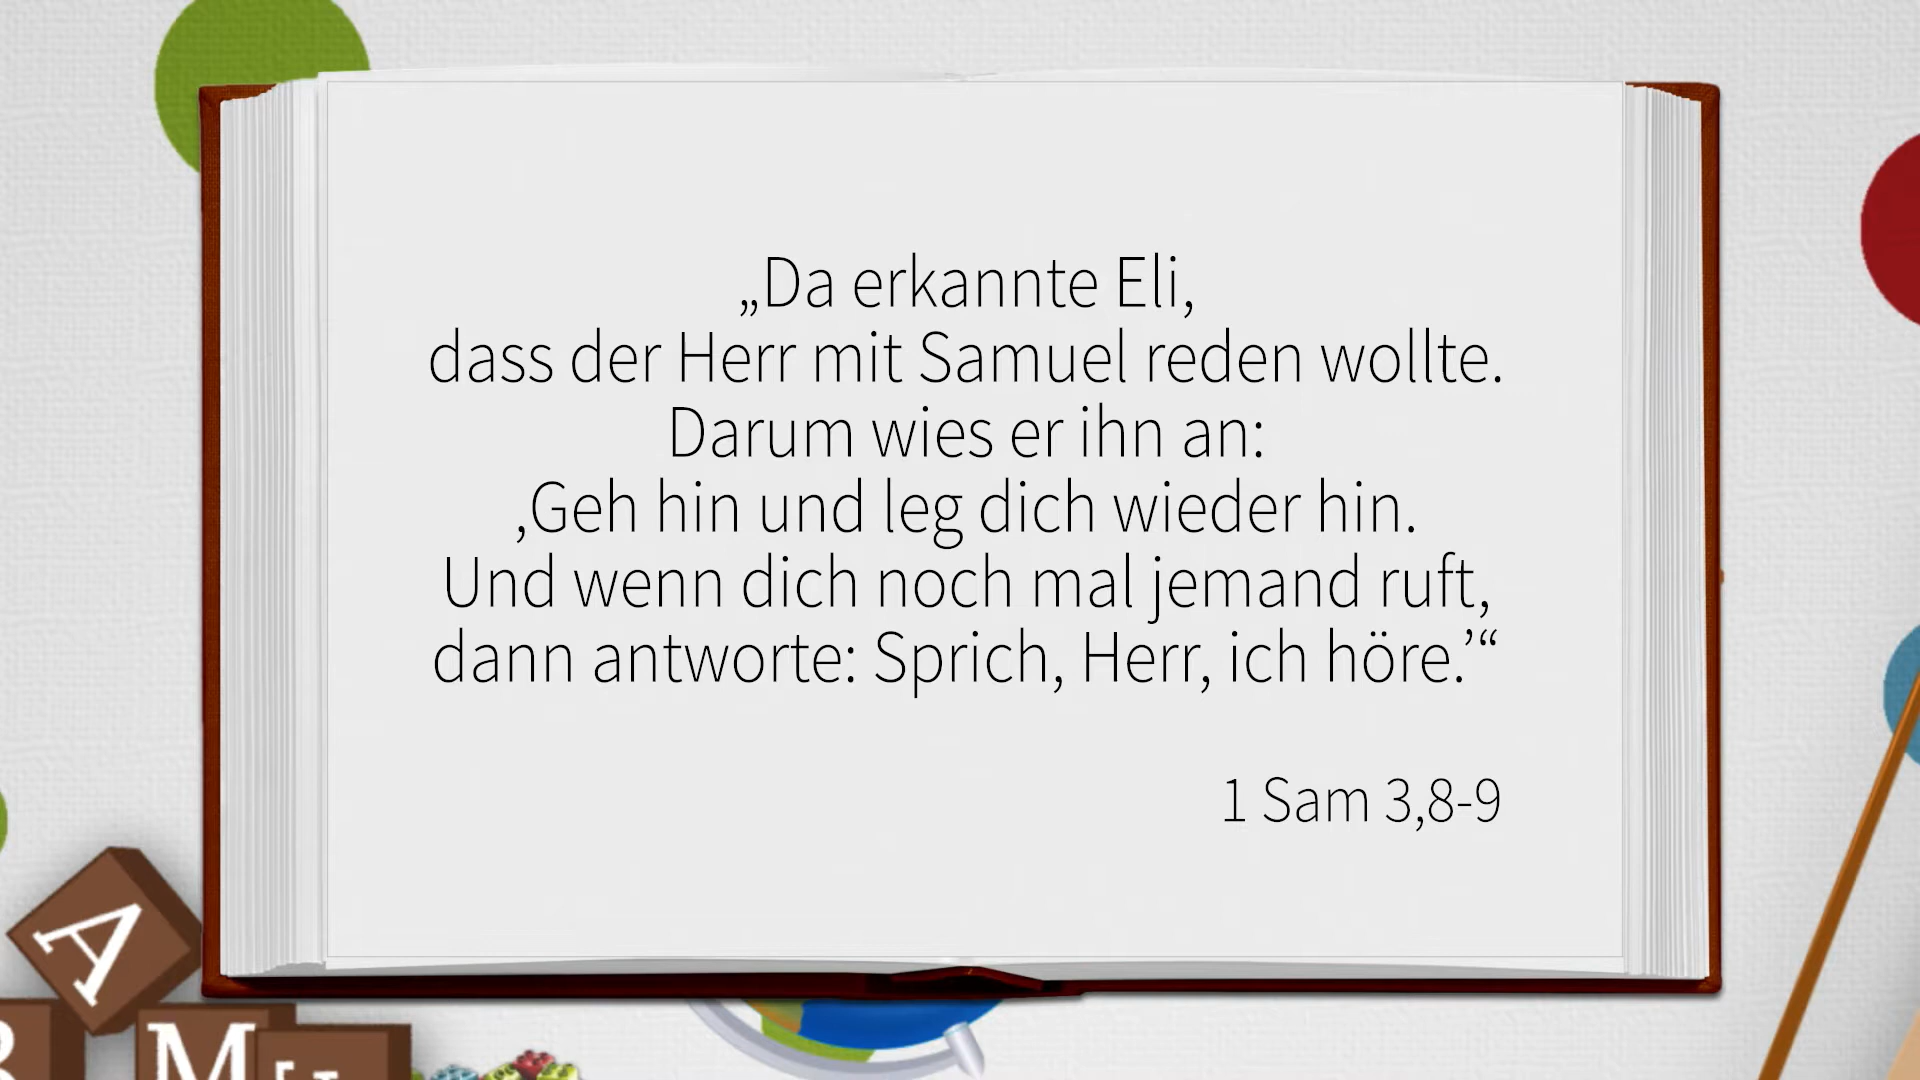 „Da erkannte Eli,
dass der Herr mit Samuel reden wollte.
Darum wies er ihn an:
‚Geh hin und leg dich wieder hin.
Und wenn dich noch mal jemand ruft,
dann antworte: Sprich, Herr, ich höre.’“
1 Sam 3,8-9
A
M